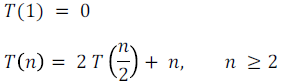 T(1) = 0
T(n) = 2 T(n/2) + n, n ≥ 2